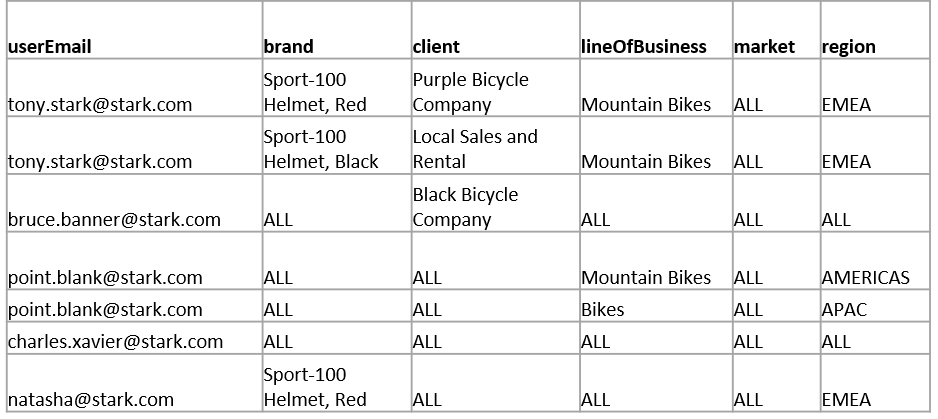 userEmail brand client lineOfBusiness market region
tony.stark@stark.com Sport-100 Helmet, Red Purple Bicycle Company Mountain Bikes ALL EMEA
tony.stark@stark.com Sport-100 Helmet, Black Local Sales and Rental Mountain Bikes ALL EMEA
bruce.banner@stark.com ALL Black Bicycle Company ALL ALL ALL
point.blank@stark.com ALL ALL Mountain Bikes ALL AMERICAS
point.blank@stark.com ALL ALL Bikes ALL APAC
charles.xavier@stark.com ALL ALL ALL ALL ALL
natasha@stark.com Sport-100 Helmet, Red ALL ALL ALL EMEA